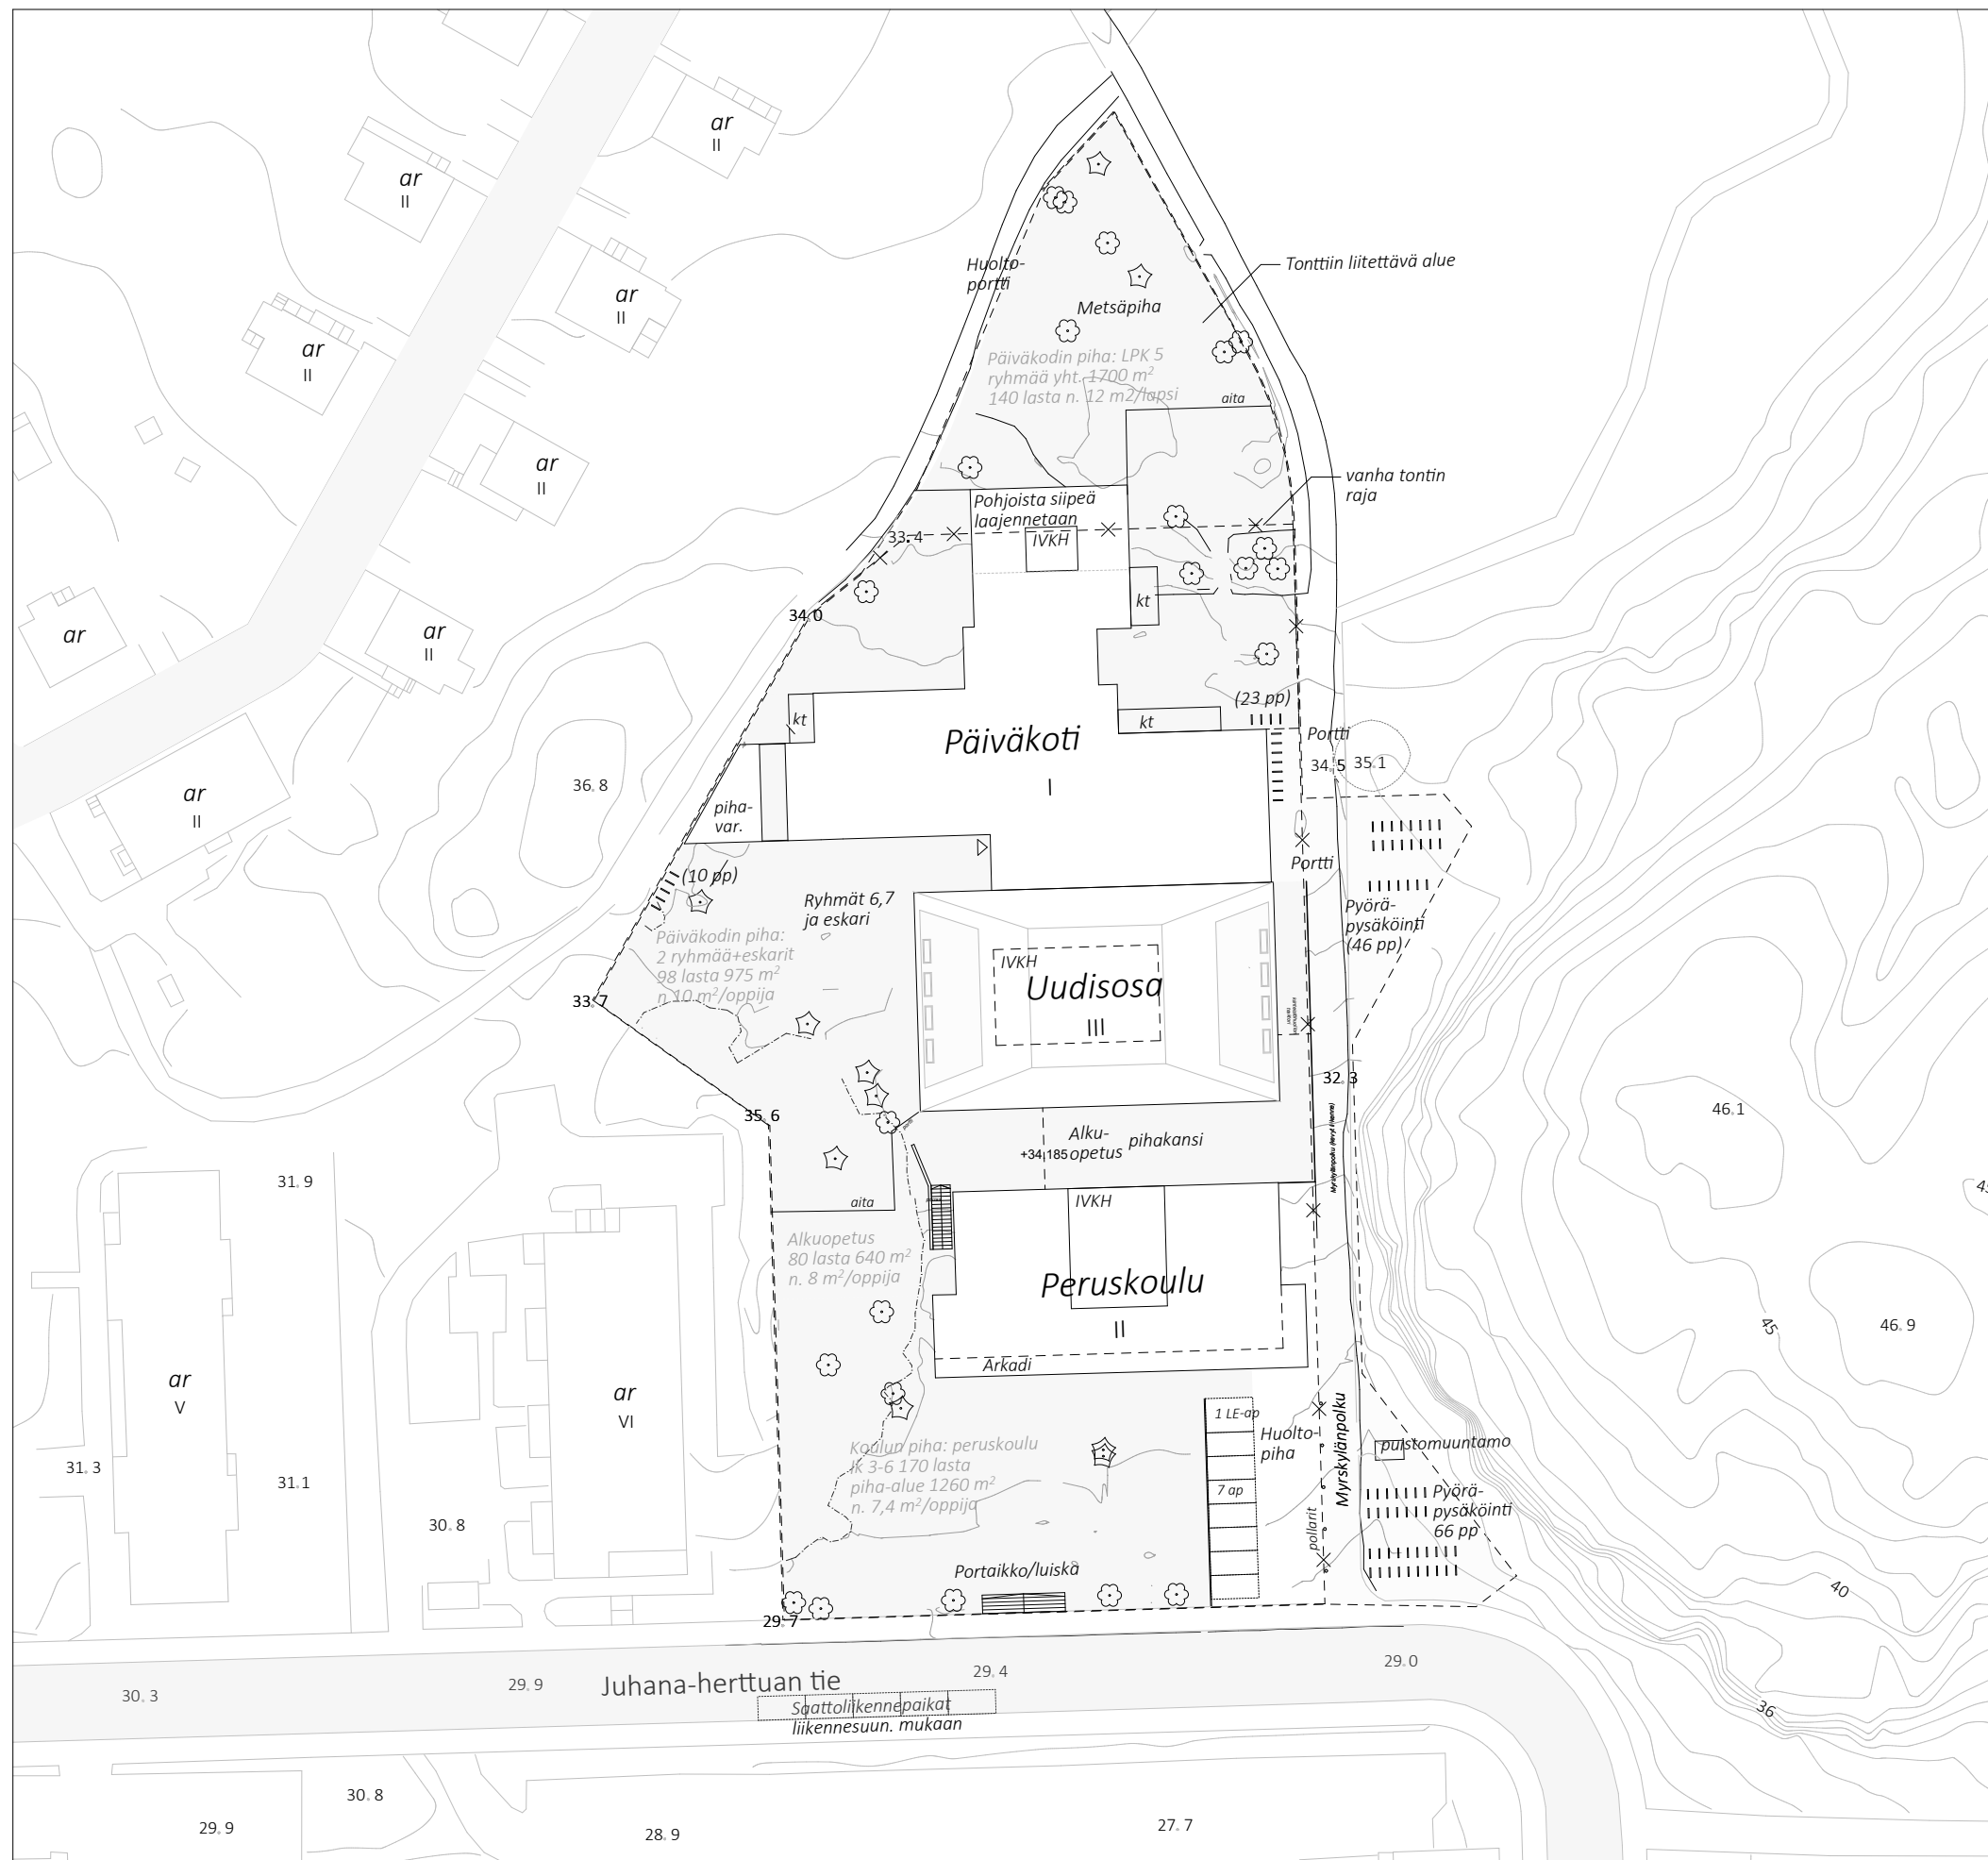 ar
II
ar
II
ar
II
ar
II
ar
II
ar
II
ar
ar
II
ar
II
Huolto-
portti
Tonttiin liitettävä alue
Metsäpiha
Päiväkodin piha: LPK 5
ryhmää yht. 1700 m²
140 lasta n. 12 m2/lapsi
aita
vanha tontin
raja
Pohjoista siipeä
laajennetaan
IVKH
33.4
34.0
kt
kt
kt
(23 pp)
Portti
34.5
35.1
Päiväkoti
I
36.8
piha-
var.
(10 pp)
Portti
Ryhmät 6,7
ja eskari
Pyörä-
pysäköinti
(46 pp)
Päiväkodin piha:
2 ryhmää+eskarit
98 lasta 975 m²
n 10 m²/oppija
IVKH
Uudisosa
III
33.7
32.3
46.1
35.6
Alku-
opetus
pihakansi
+34.185
Myrskylänpolku (kevyt liikenne)
31.9
aita
IVKH
Alkuopetus
80 lasta 640 m²
n. 8 m²/oppija
Peruskoulu
II
45
46.9
Arkadi
ar
V
ar
VI
1 LE-ap
Huolto-
piha
Myrskylänpolku
puistomuuntamo
Koulun piha: peruskoulu
lk 3-6 170 lasta
piha-alue 1260 m²
n. 7,4 m²/oppija
31.3
31.1
7 ap
Pyörä-
pysäköinti
66 pp
30.8
pollarit
Portaikko/luiska
40
29.7
30.3
29.9
Juhana-herttuan tie
29.4
29.0
Saattoliikennepaikat
liikennesuun. mukaan
36
30.8
29.9
28.9
27.7